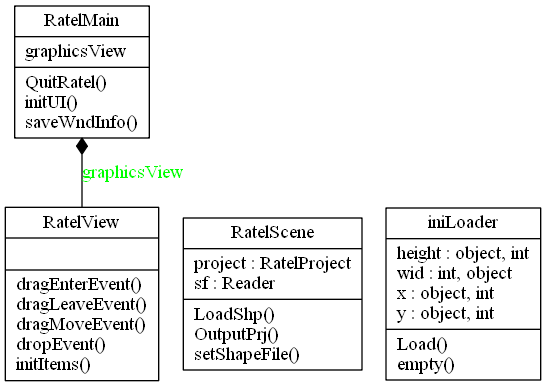 RatelMain
graphicsView
QuitRatel()
initUI()
saveWndInfo()
graphicsView
RatelView
dragEnterEvent()
dragLeaveEvent()
dragMoveEvent()
dropEvent()
initItems()
RatelScene
project : RatelProject
sf : Reader
LoadShp()
OutputPrj()
setShapeFile()
iniLoader
height : object, int
wid : int, object
x : object, int
y : object, int
Load()
empty()